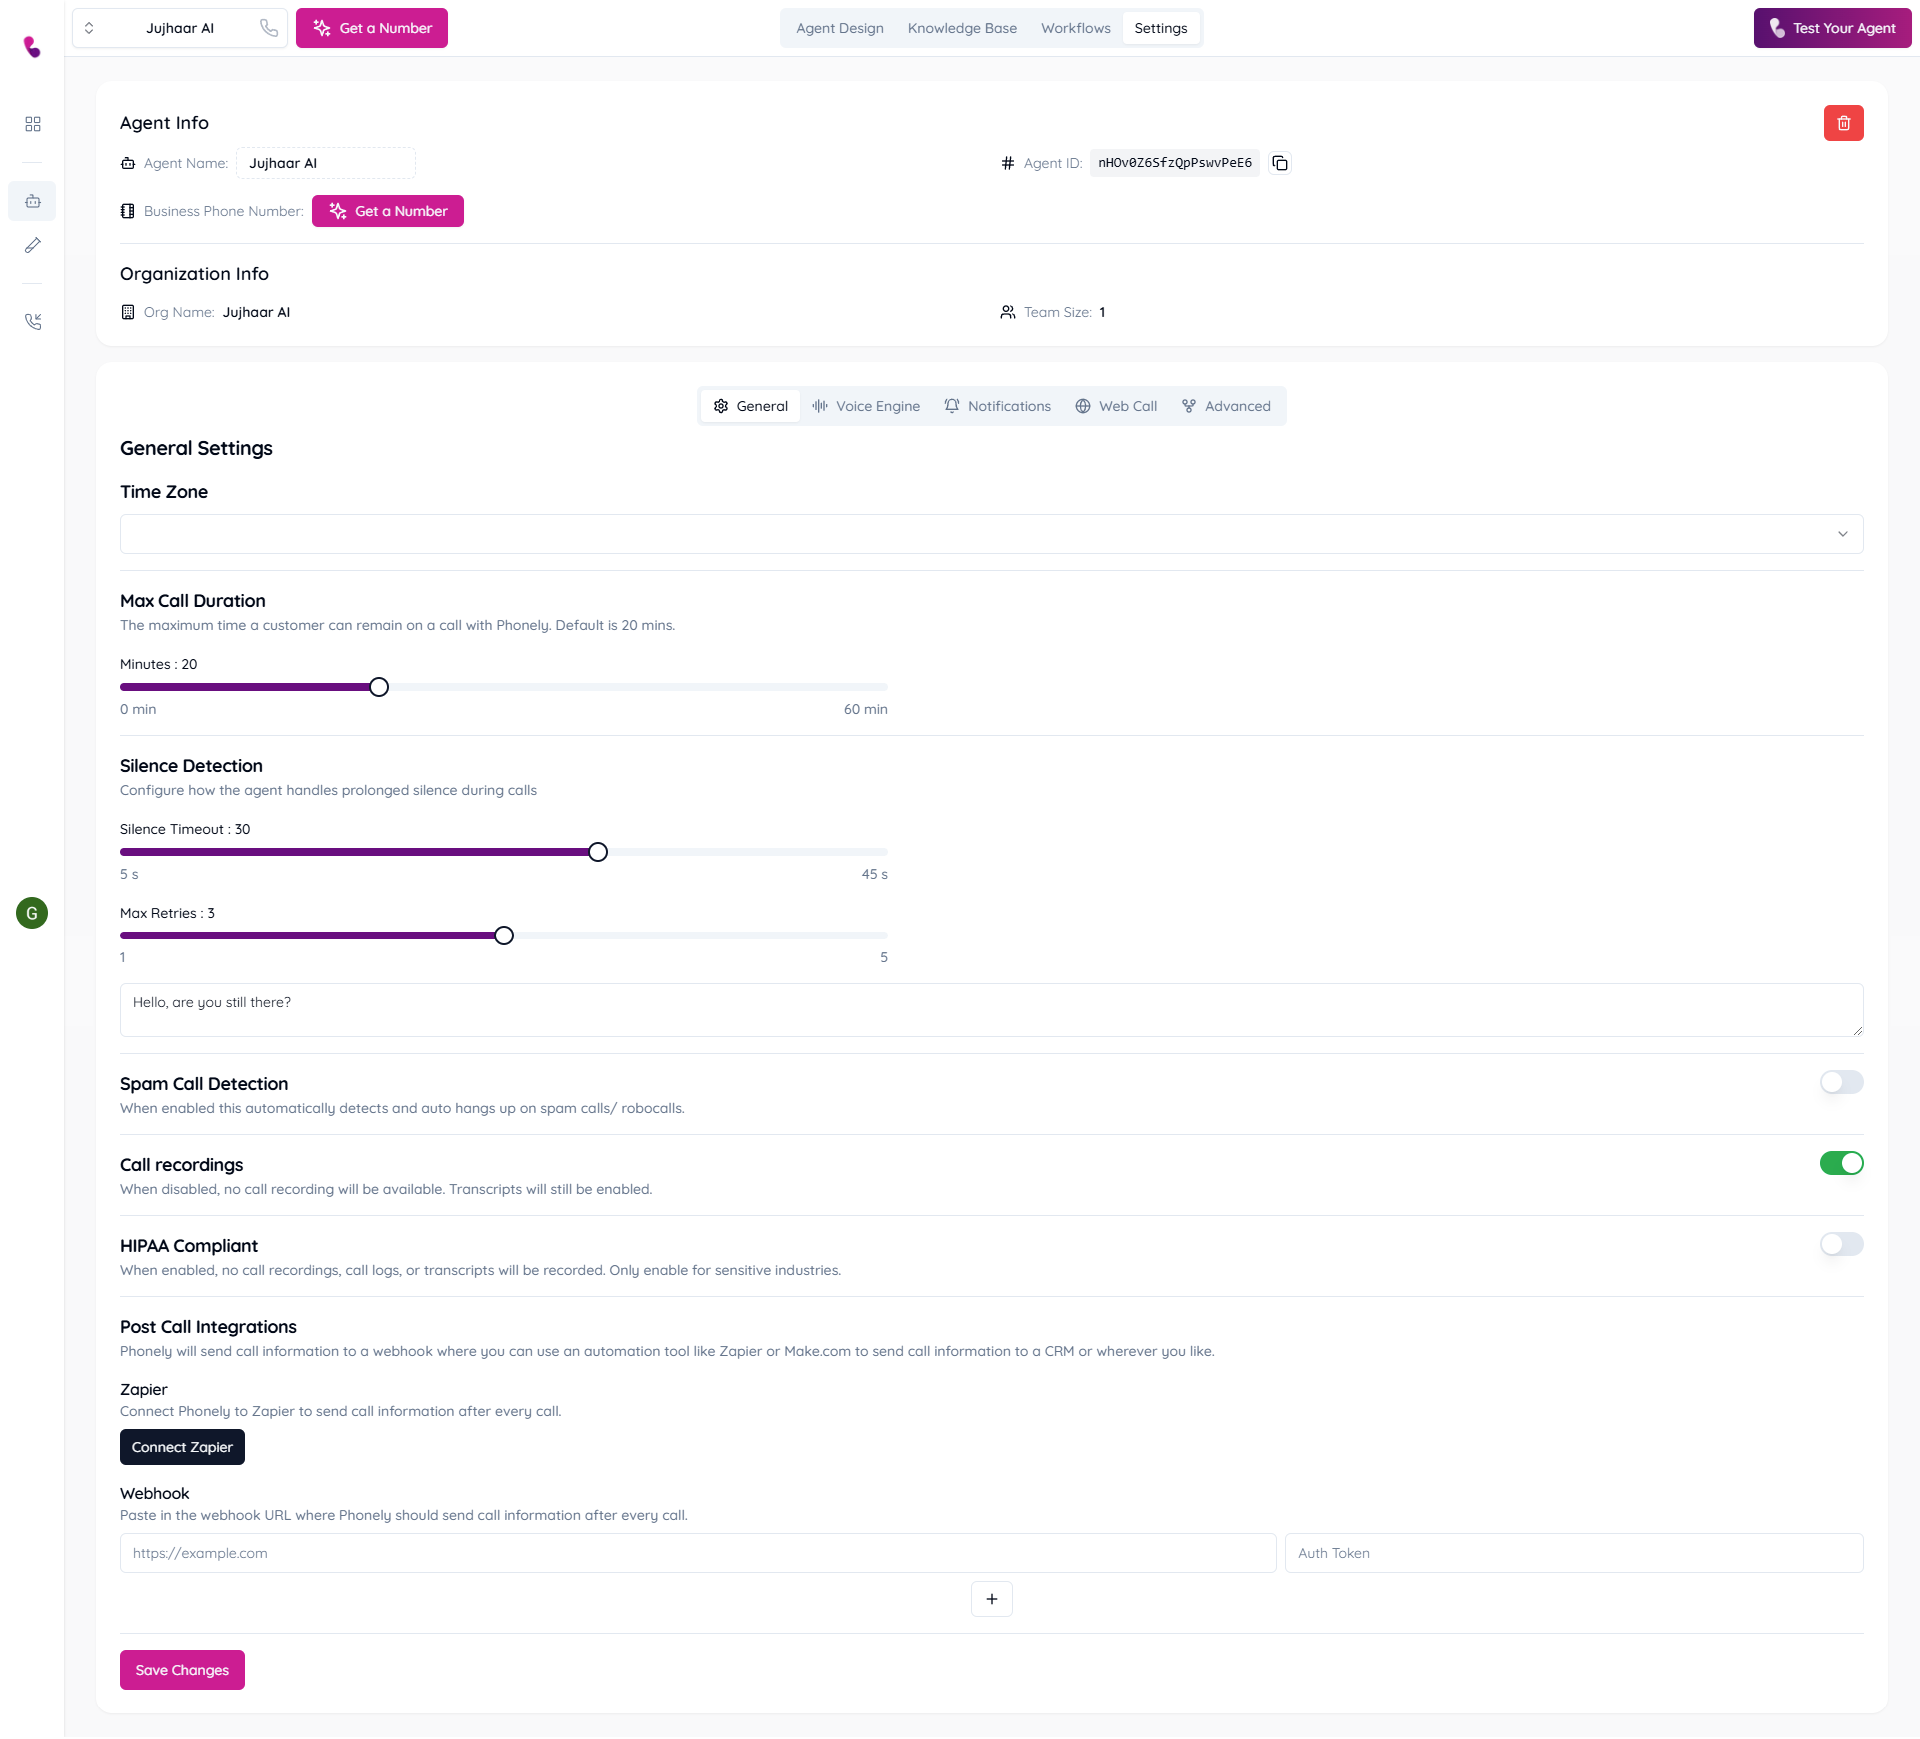 Jujhaar AI
Get a Number
Agent Design
Knowledge Base
Workflows
Settings
Test Your Agent
Agent Info
Agent Name: Jujhaar AI
Agent ID: nHOv0Z6SfzQpPswvPeE6
Business Phone Number: Get a Number
Organization Info
Org Name: Jujhaar AI
Team Size: 1
General
Voice Engine
Notifications
Web Call
Advanced
General Settings
Time Zone
Max Call Duration
The maximum time a customer can remain on a call with Phonely. Default is 20 mins.
Minutes : 20
0 min
60 min
Silence Detection
Configure how the agent handles prolonged silence during calls
Silence Timeout : 30
5 s
45 s
G
Max Retries : 3
1
5
Hello, are you still there?
Spam Call Detection
When enabled this automatically detects and auto hangs up on spam calls/ robocalls.
Call recordings
When disabled, no call recording will be available. Transcripts will still be enabled.
HIPAA Compliant
When enabled, no call recordings, call logs, or transcripts will be recorded. Only enable for sensitive industries.
Post Call Integrations
Phonely will send call information to a webhook where you can use an automation tool like Zapier or Make.com to send call information to a CRM or wherever you like.
Zapier
Connect Phonely to Zapier to send call information after every call.
Connect Zapier
Webhook
Paste in the webhook URL where Phonely should send call information after every call.
https://example.com
Auth Token
Save Changes